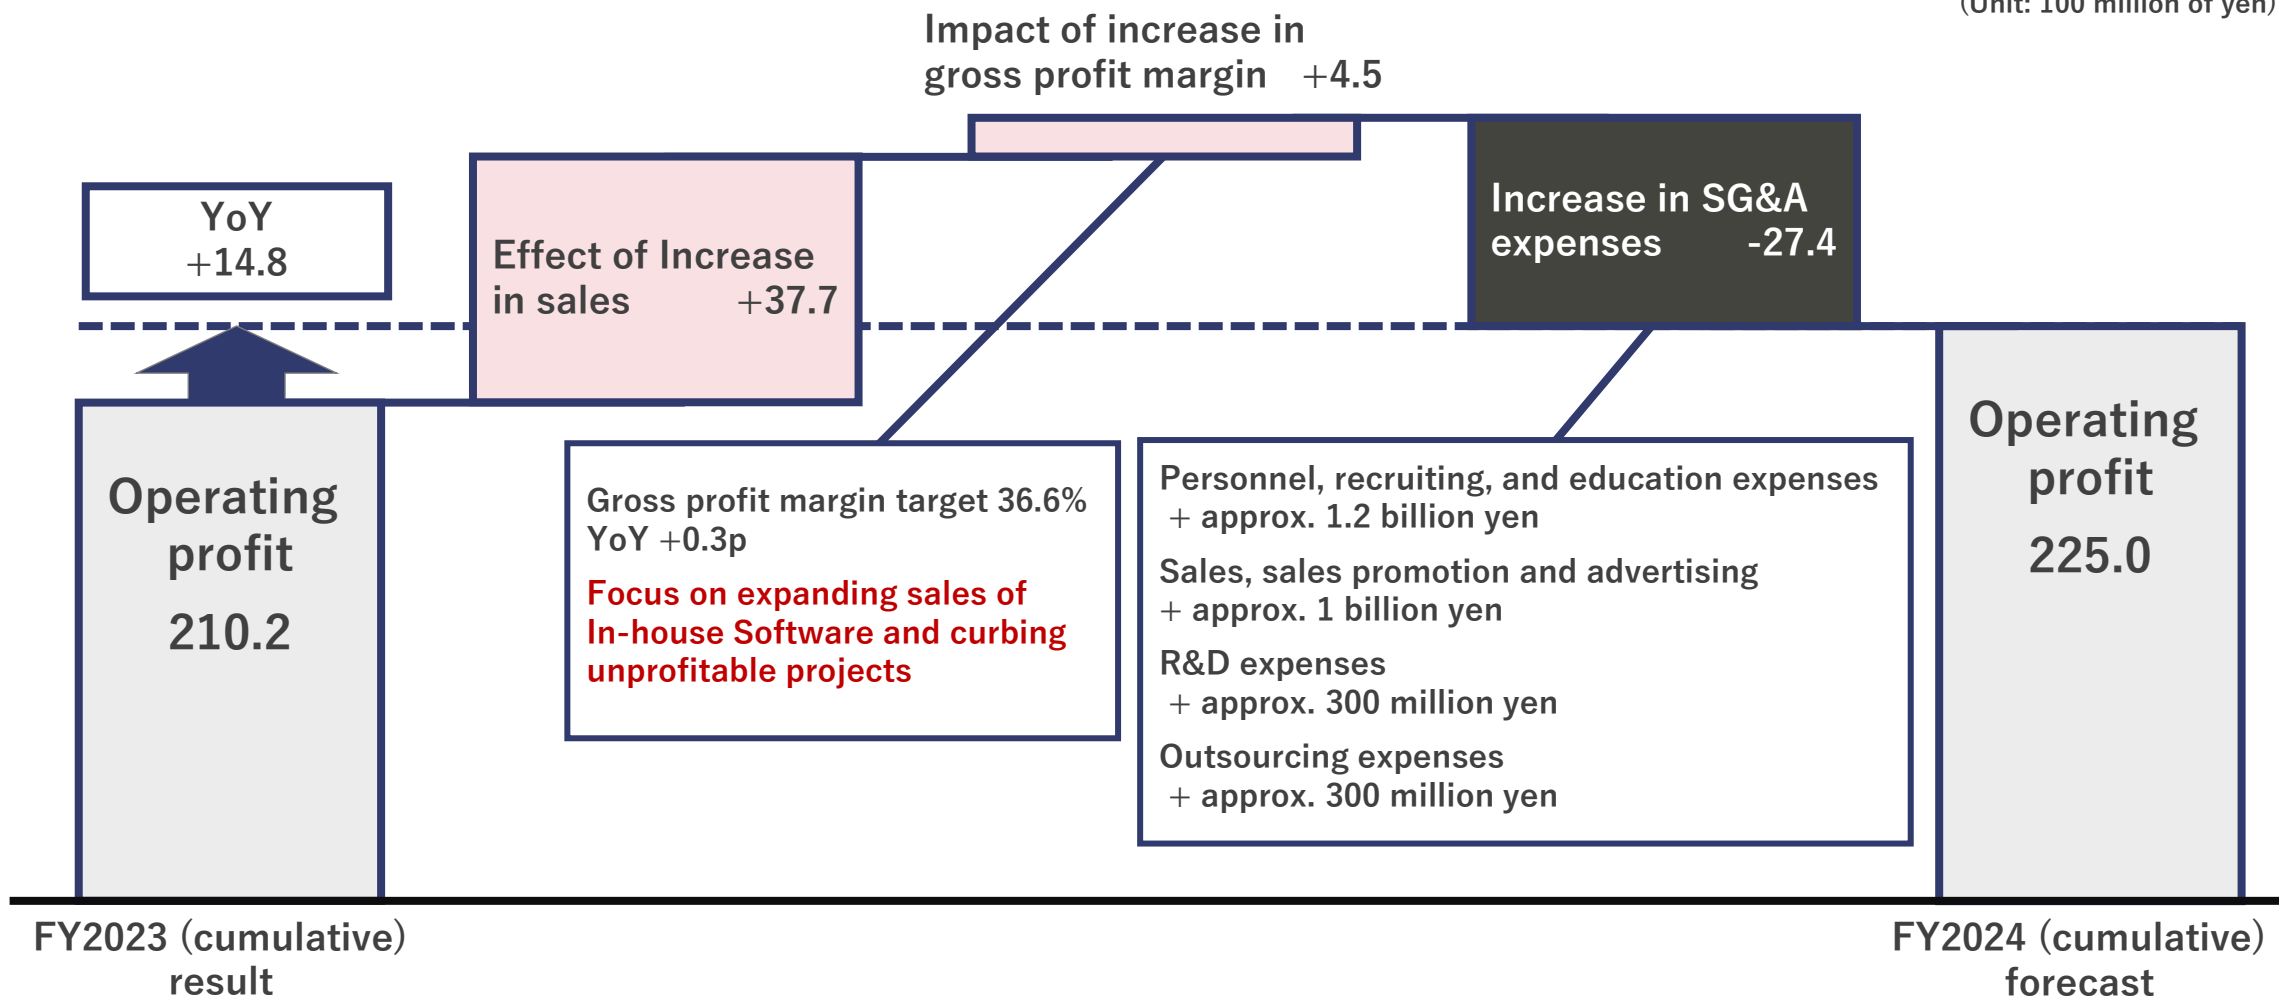 (Unit: 100 million of yen)
Impact of increase in
gross profit margin +4.5
YoY
+14.8
Effect of Increase
in sales +37.7
Increase in SG&A
expenses -27.4
Operating
profit
210.2
Gross profit margin target 36.6%
YoY +0.3p
Focus on expanding sales of
In-house Software and curbing
unprofitable projects
Personnel, recruiting, and education expenses
+ approx. 1.2 billion yen
Sales, sales promotion and advertising
+ approx. 1 billion yen
R&D expenses
+ approx. 300 million yen
Outsourcing expenses
+ approx. 300 million yen
Operating
profit
225.0
FY2023 (cumulative)
result
FY2024 (cumulative)
forecast